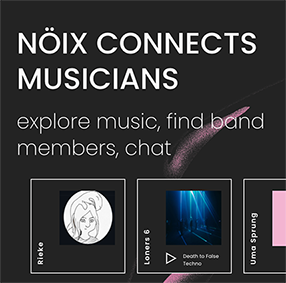 NÖIX CONNECTS
MUSICIANS
explore music, find band
members, chat
Rieke
Loners 6
Death to False
Techno
Uma Sprung